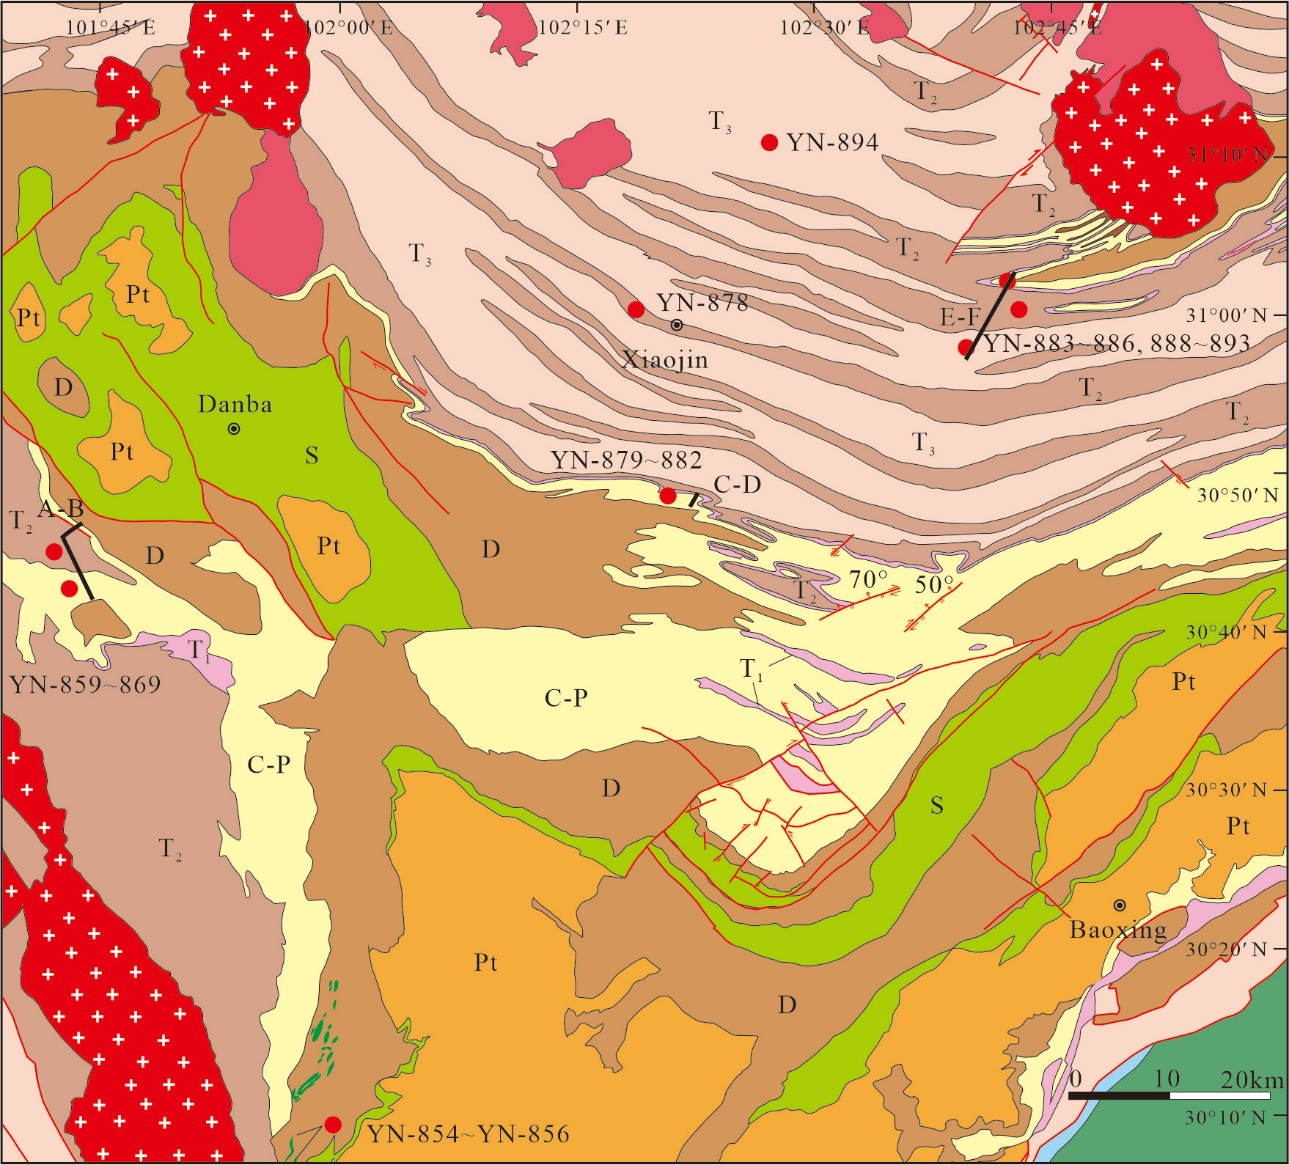 101°45′E
102°00′E
102°15′E
102°30′E
102°45′E
T2
T3
YN-894
31°10′N
T2
T3
T2
Pt
Pt
YN-878
E-F
31°00′N
Xiaojin
YN-883~886, 888~893
D
T2
Danba
T2
Pt
S
T3
YN-879~882
C-D
30°50′N
A-B
T2
D
Pt
D
T2
70°
50°
30°40′N
T1
YN-859~869
T1
Pt
C-P
C-P
D
S
30°30′N
Pt
T2
Baoxing
30°20′N
Pt
D
0 10 20km
30°10′N
YN-854~YN-856